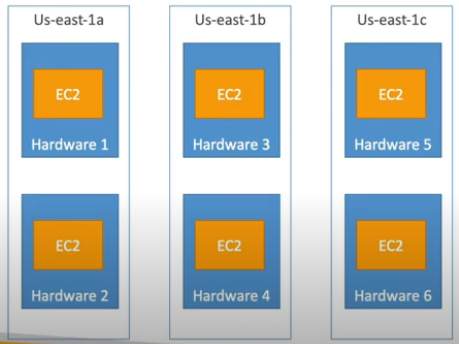 Us-east-1a
EC2
Hardware 1
EC2
Hardware 2
Us-east-1b
EC2
Hardware 3
EC2
Hardware 4
Us-east-1c
EC2
Hardware 5
EC2
Hardware 6